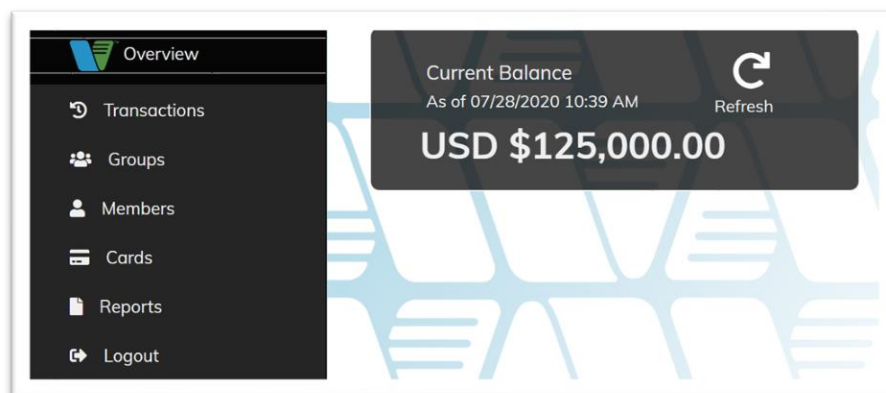 Overview
Transactions
Groups
Members
Cards
Reports
Logout
Current Balance
As of 07/28/2020 10:39 AM
Refresh
USD $125,000.00